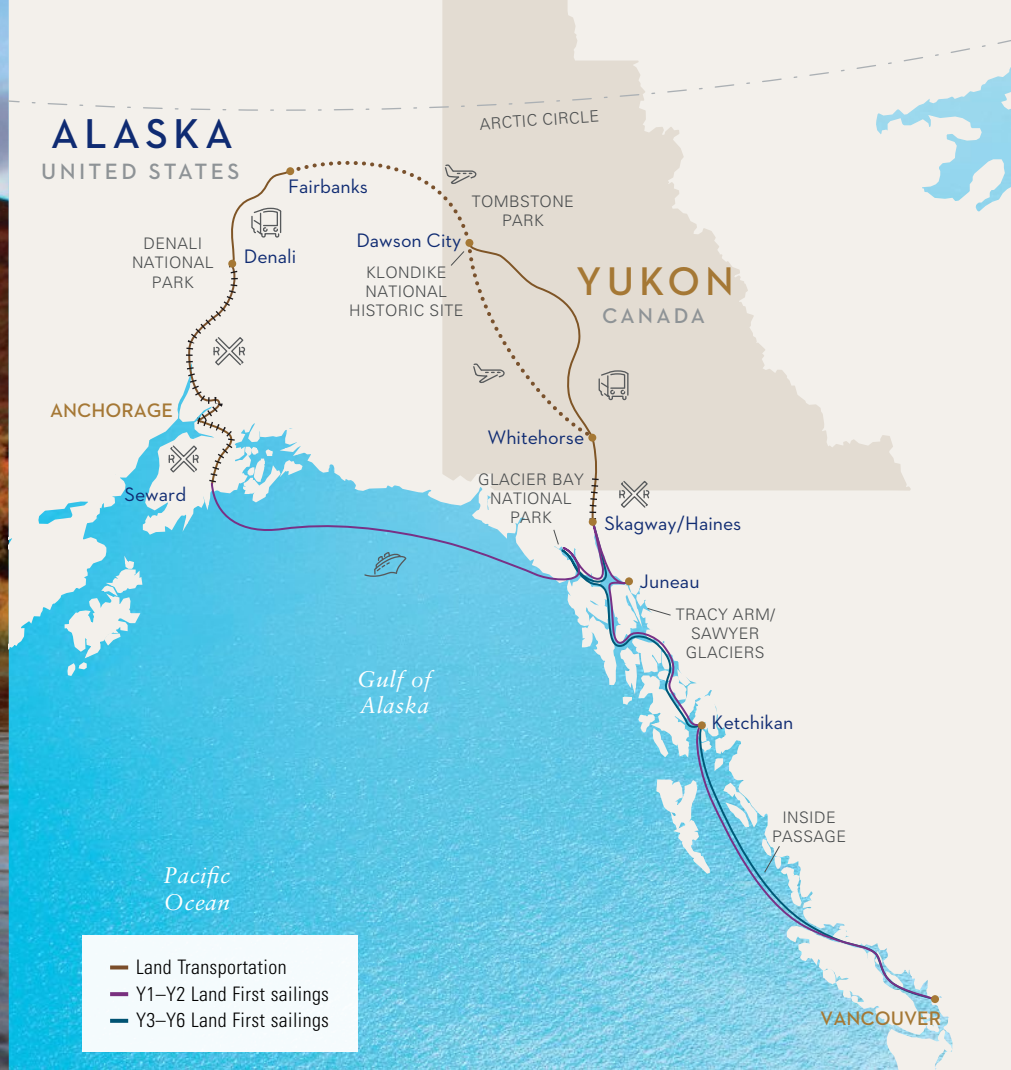 ARCTIC CIRCLE
ALASKA
UNITED STATES
Fairbanks
TOMBSTONE
PARK
DENALI
NATIONAL
PARK
Denali
Dawson City
KLONDIKE
NATIONAL
HISTORIC SITE
YUKON
CANADA
R R
ANCHORAGE
R R
Seward
Whitehorse
GLACIER BAY
NATIONAL
PARK
R R
Skagway/Haines
Juneau
TRACY ARM/
SAWYER
GLACIERS
Gulf of
Alaska
Ketchikan
INSIDE
PASSAGE
Pacific
Ocean
Land Transportation
Y1–Y2 Land First sailings
Y3–Y6 Land First sailings
VANCOUVER